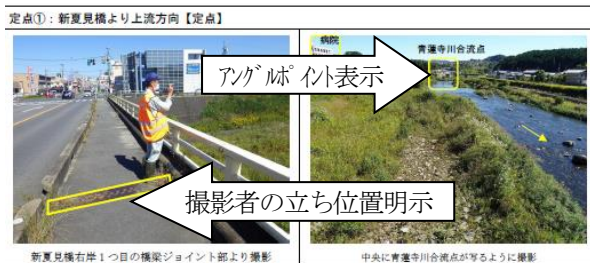 定点①：新夏見橋より上流方向【定点】
病院
青蓮寺川合流点
ｱﾝｸﾞﾙﾎﾟｲﾝﾄ表示
撮影者の立ち位置明示
新夏見橋右岸１つ目の橋梁ジョイント部より撮影
中央に青蓮寺川合流点が写るように撮影